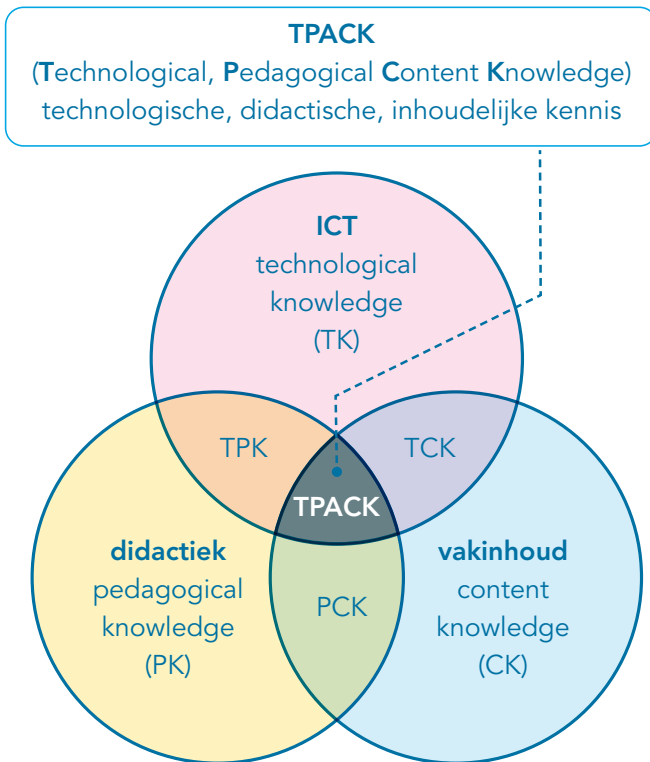 TPACK
(Technological, Pedagogical Content Knowledge)
technologische, didactische, inhoudelijke kennis
ICT
technological
knowledge
(TK)
TPK
TCK
TPACK
didactiek
pedagogical
knowledge
(PK)
PCK
vakinhoud
content
knowledge
(CK)